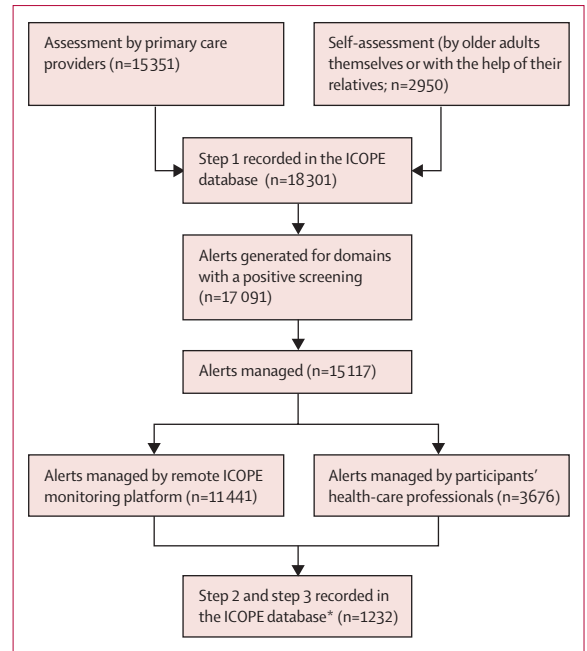 Assessment by primary care
providers (n=15351)
Self-assessment (by older adults
themselves or with the help of their
relatives; n=2950)
Step 1 recorded in the ICOPE
database (n=18301)
Alerts generated for domains
with a positive screening
(n=17 091)
Alerts managed (n=15117)
Alerts managed by remote ICOPE
monitoring platform (n=11441)
Alerts managed by participants'
health-care professionals (n=3676)
Step 2 and step 3 recorded in
the ICOPE database* (n=1232)